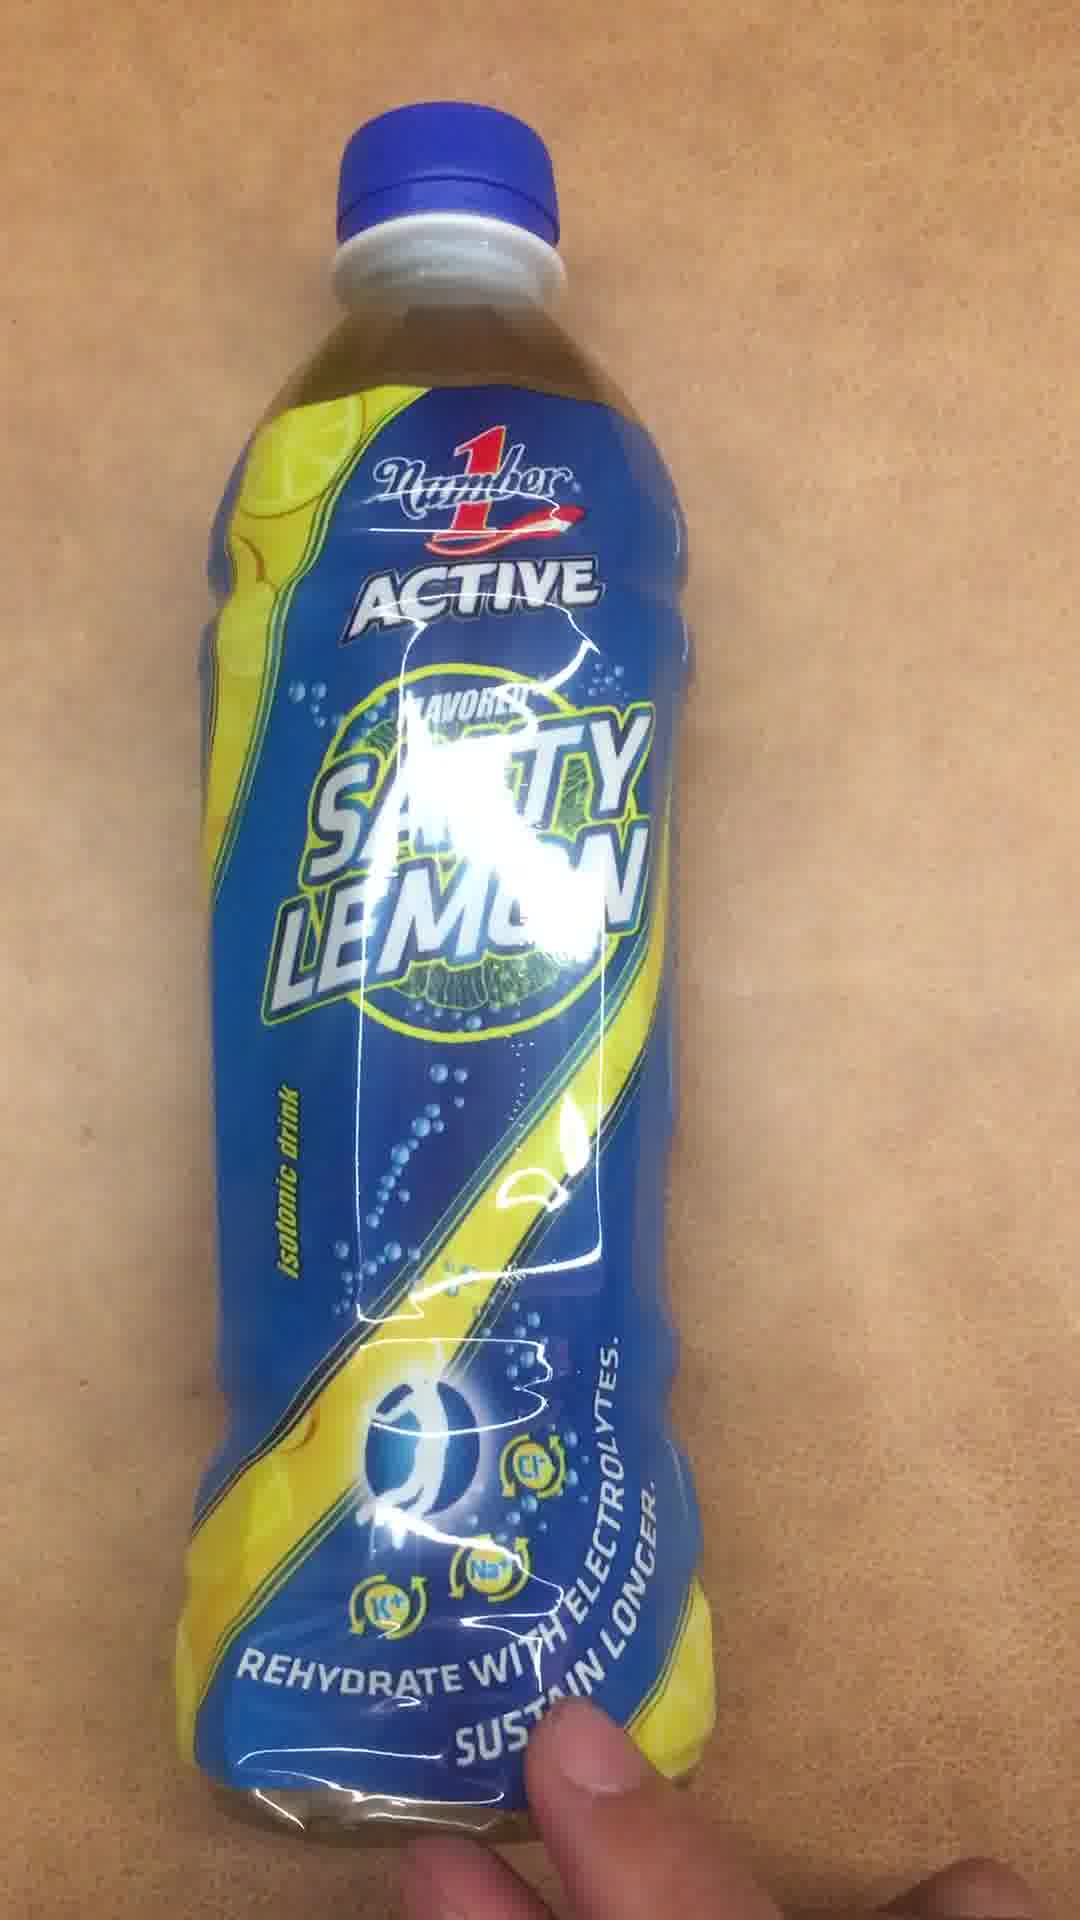 Number 1
ACTIVE
FLAVORED
SALTY
LEMON
isotonic drink
Cl-
Na+
K+
REHYDRATE WITH ELECTROLYTES.
SUSTAIN LONGER.